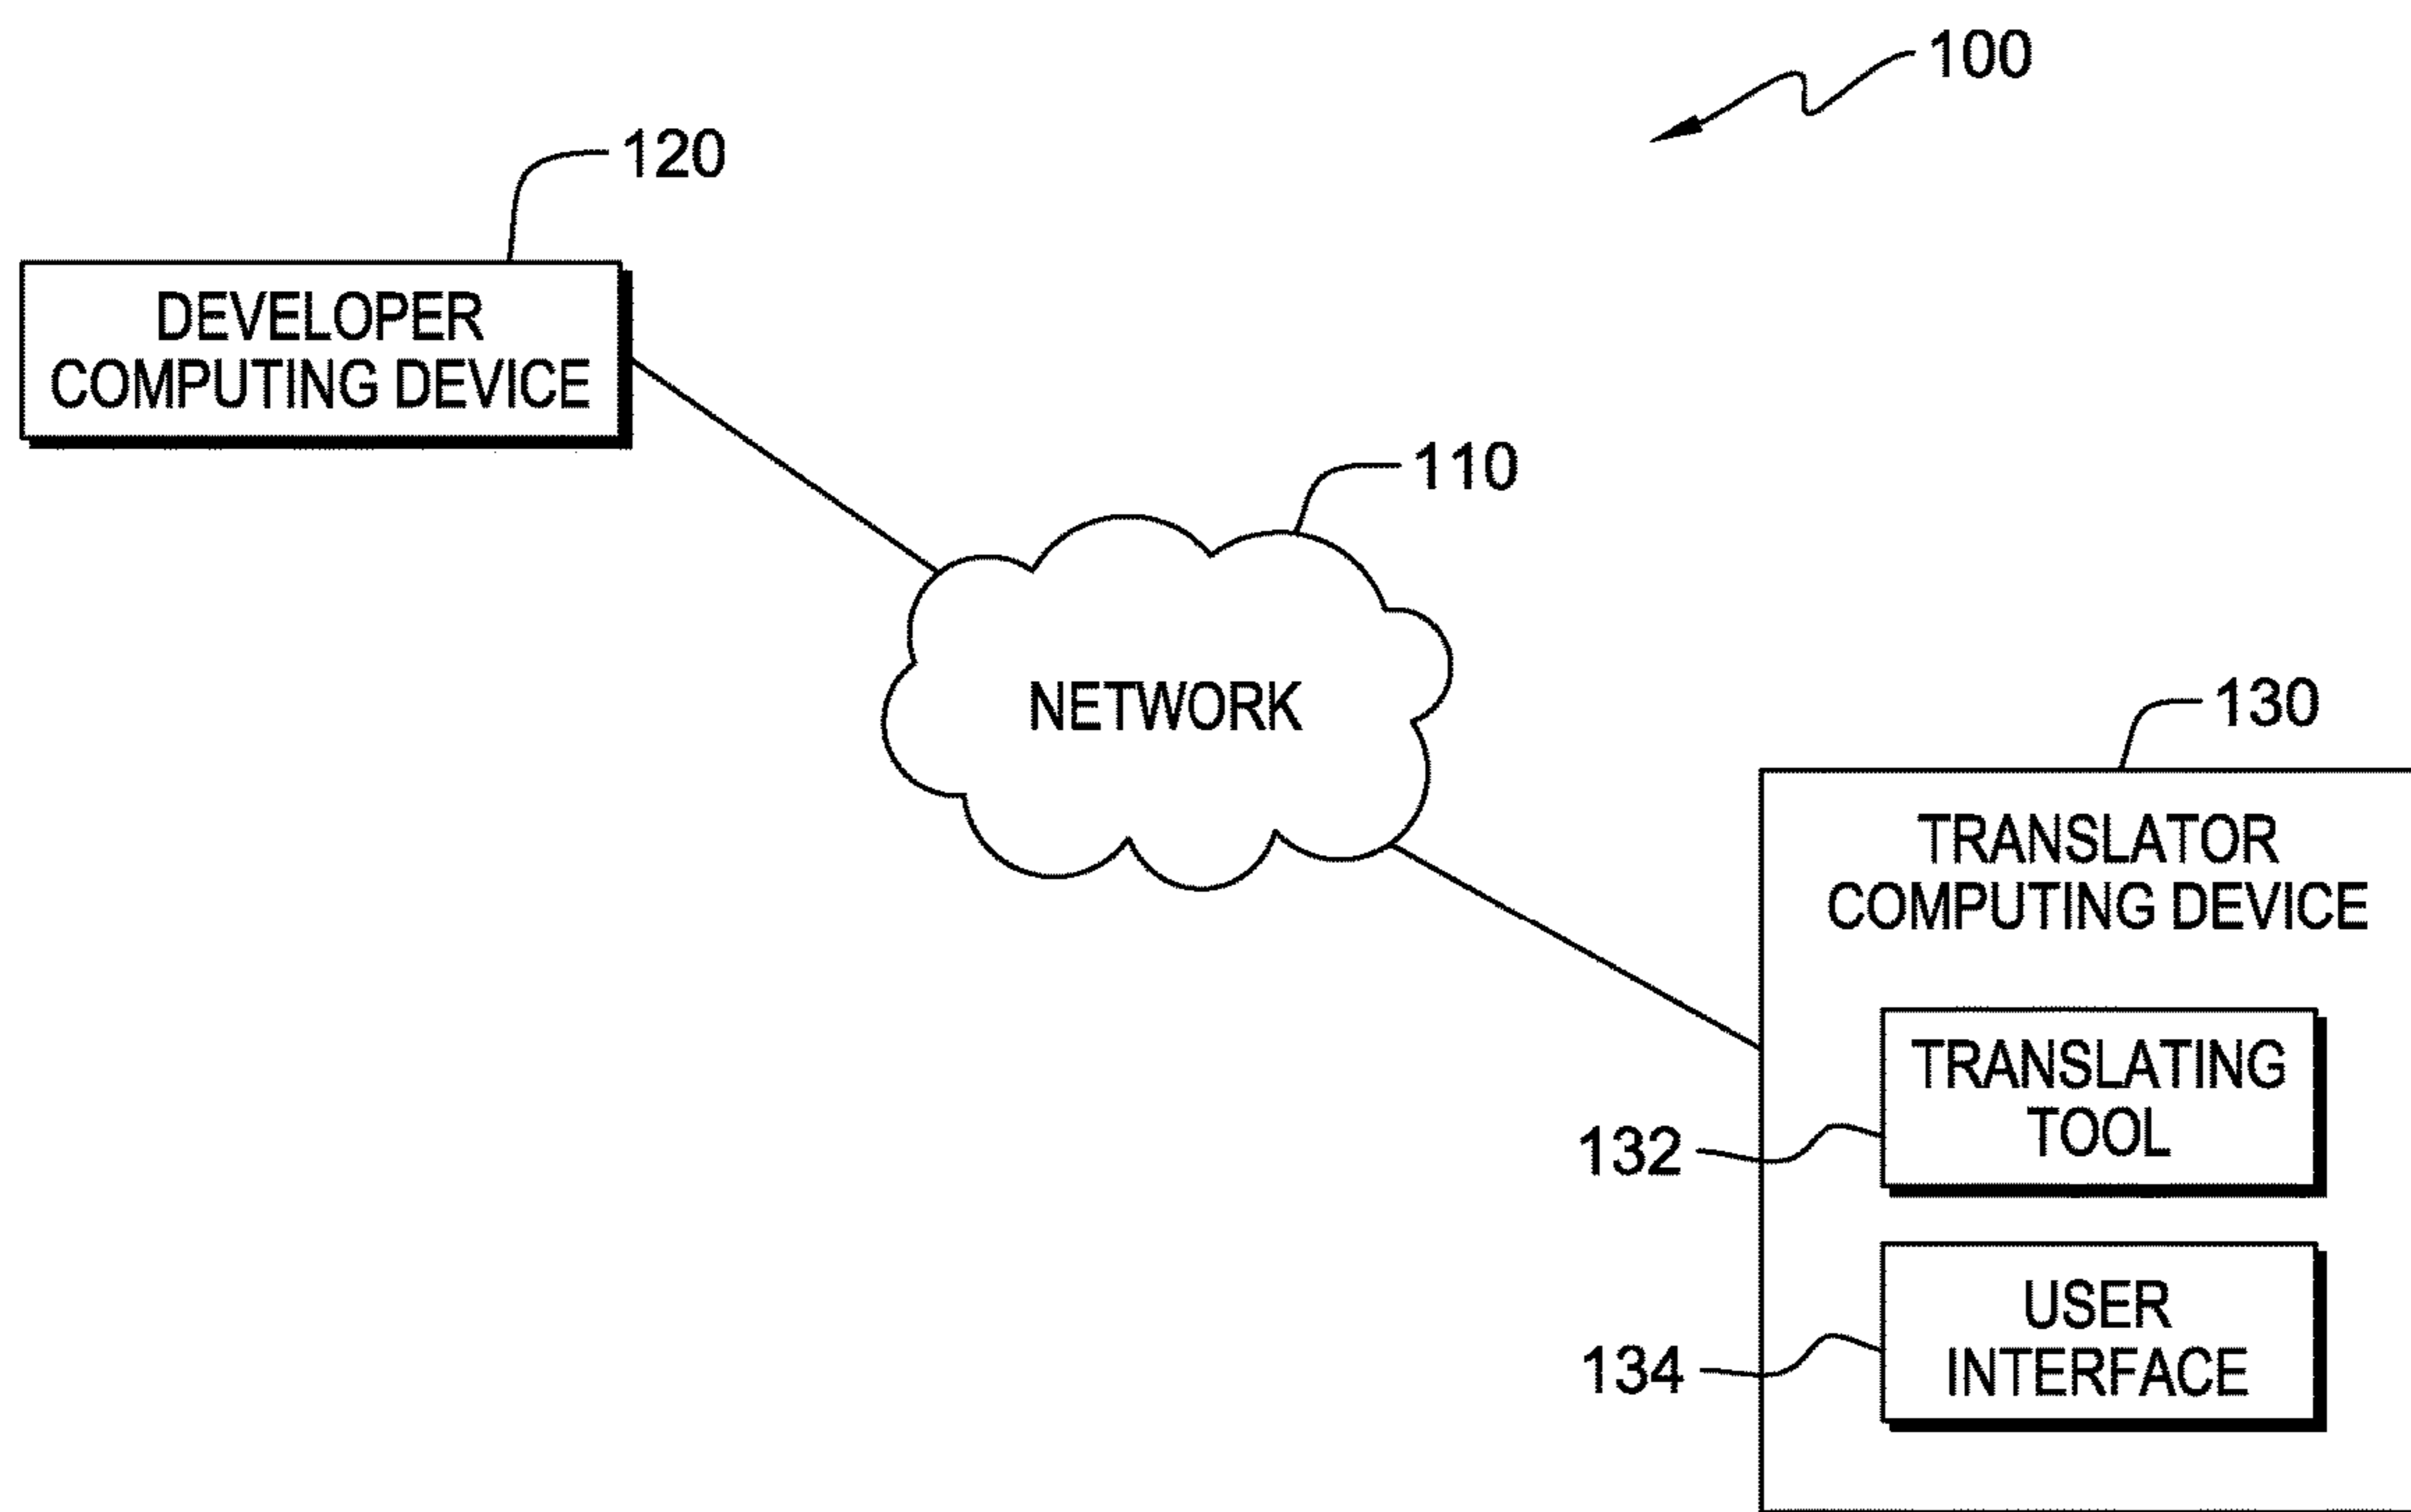 100
120
DEVELOPER
COMPUTING DEVICE
110
NETWORK
130
TRANSLATOR
COMPUTING DEVICE
TRANSLATING
TOOL
132
USER
INTERFACE
134